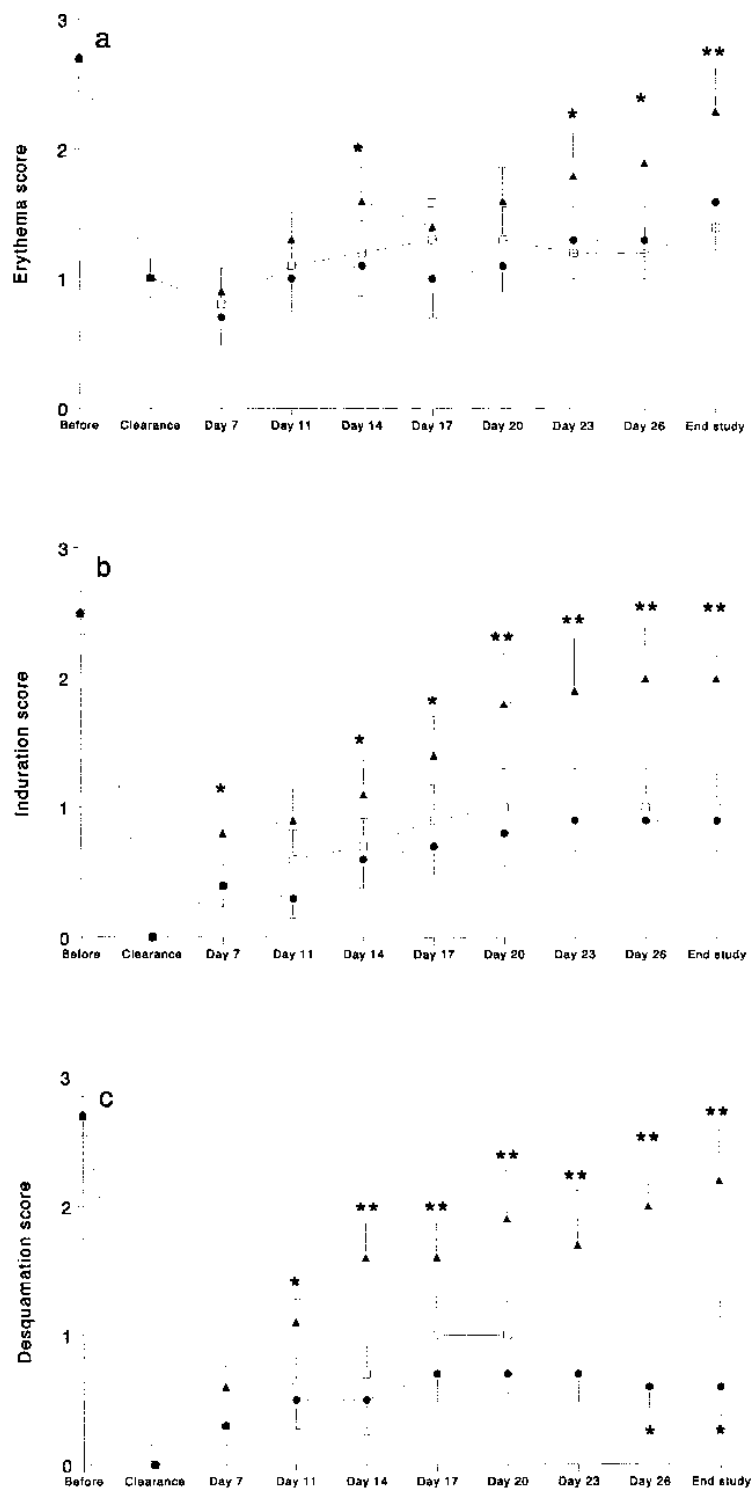 3
a
**
*
*
*
2
Erythema score
1
0
Before Clearance Day 7 Day 11 Day 14 Day 17 Day 20 Day 23 Day 26 End study
3
b
** ** ** **
*
*
*
2
Induration score
1
0
Before Clearance Day 7 Day 11 Day 14 Day 17 Day 20 Day 23 Day 26 End study
3
c
**
**
**
**
** **
*
2
Desquamation score
1
* *
0
Before Clearance Day 7 Day 11 Day 14 Day 17 Day 20 Day 23 Day 26 End study